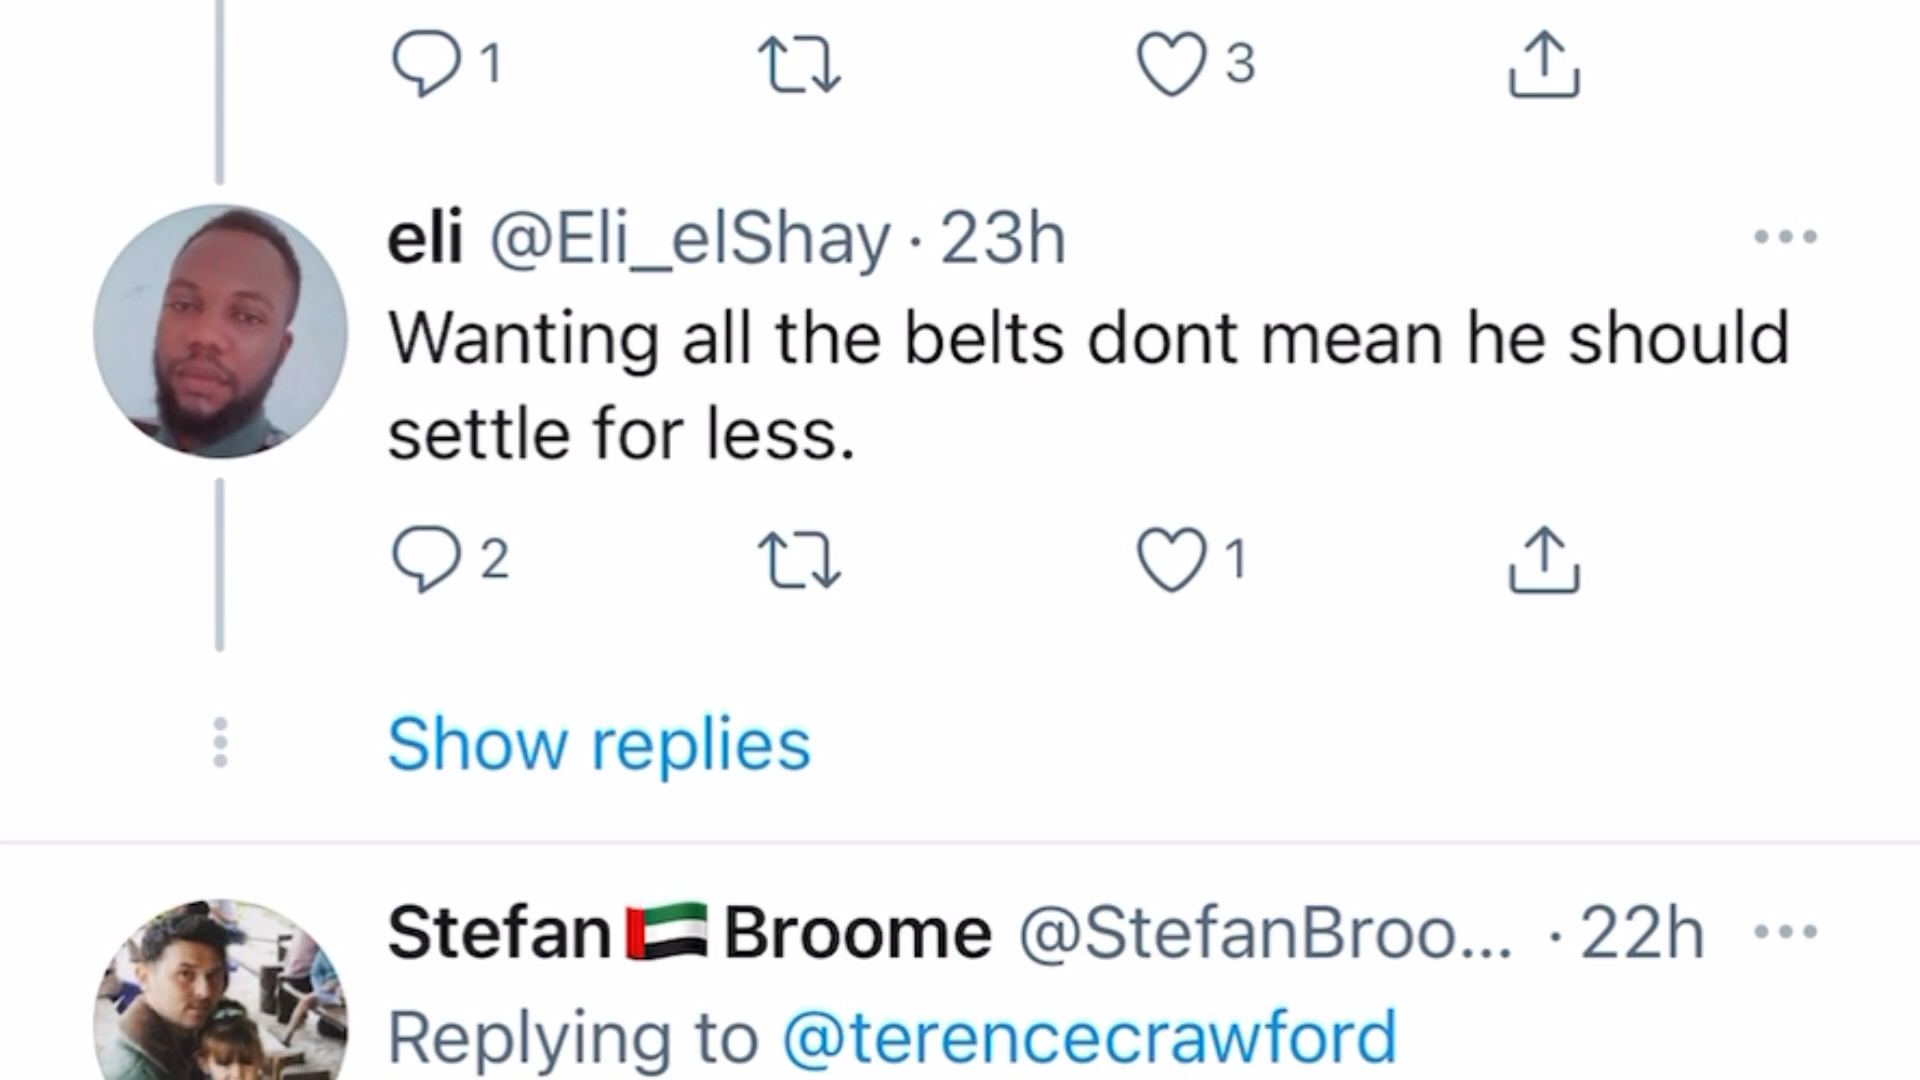 1 3
eli @Eli_elShay · 23h
Wanting all the belts dont mean he should
settle for less.
2 1
Show replies
Stefan🇦🇪Broome @StefanBroo... · 22h
Replying to @terencecrawford